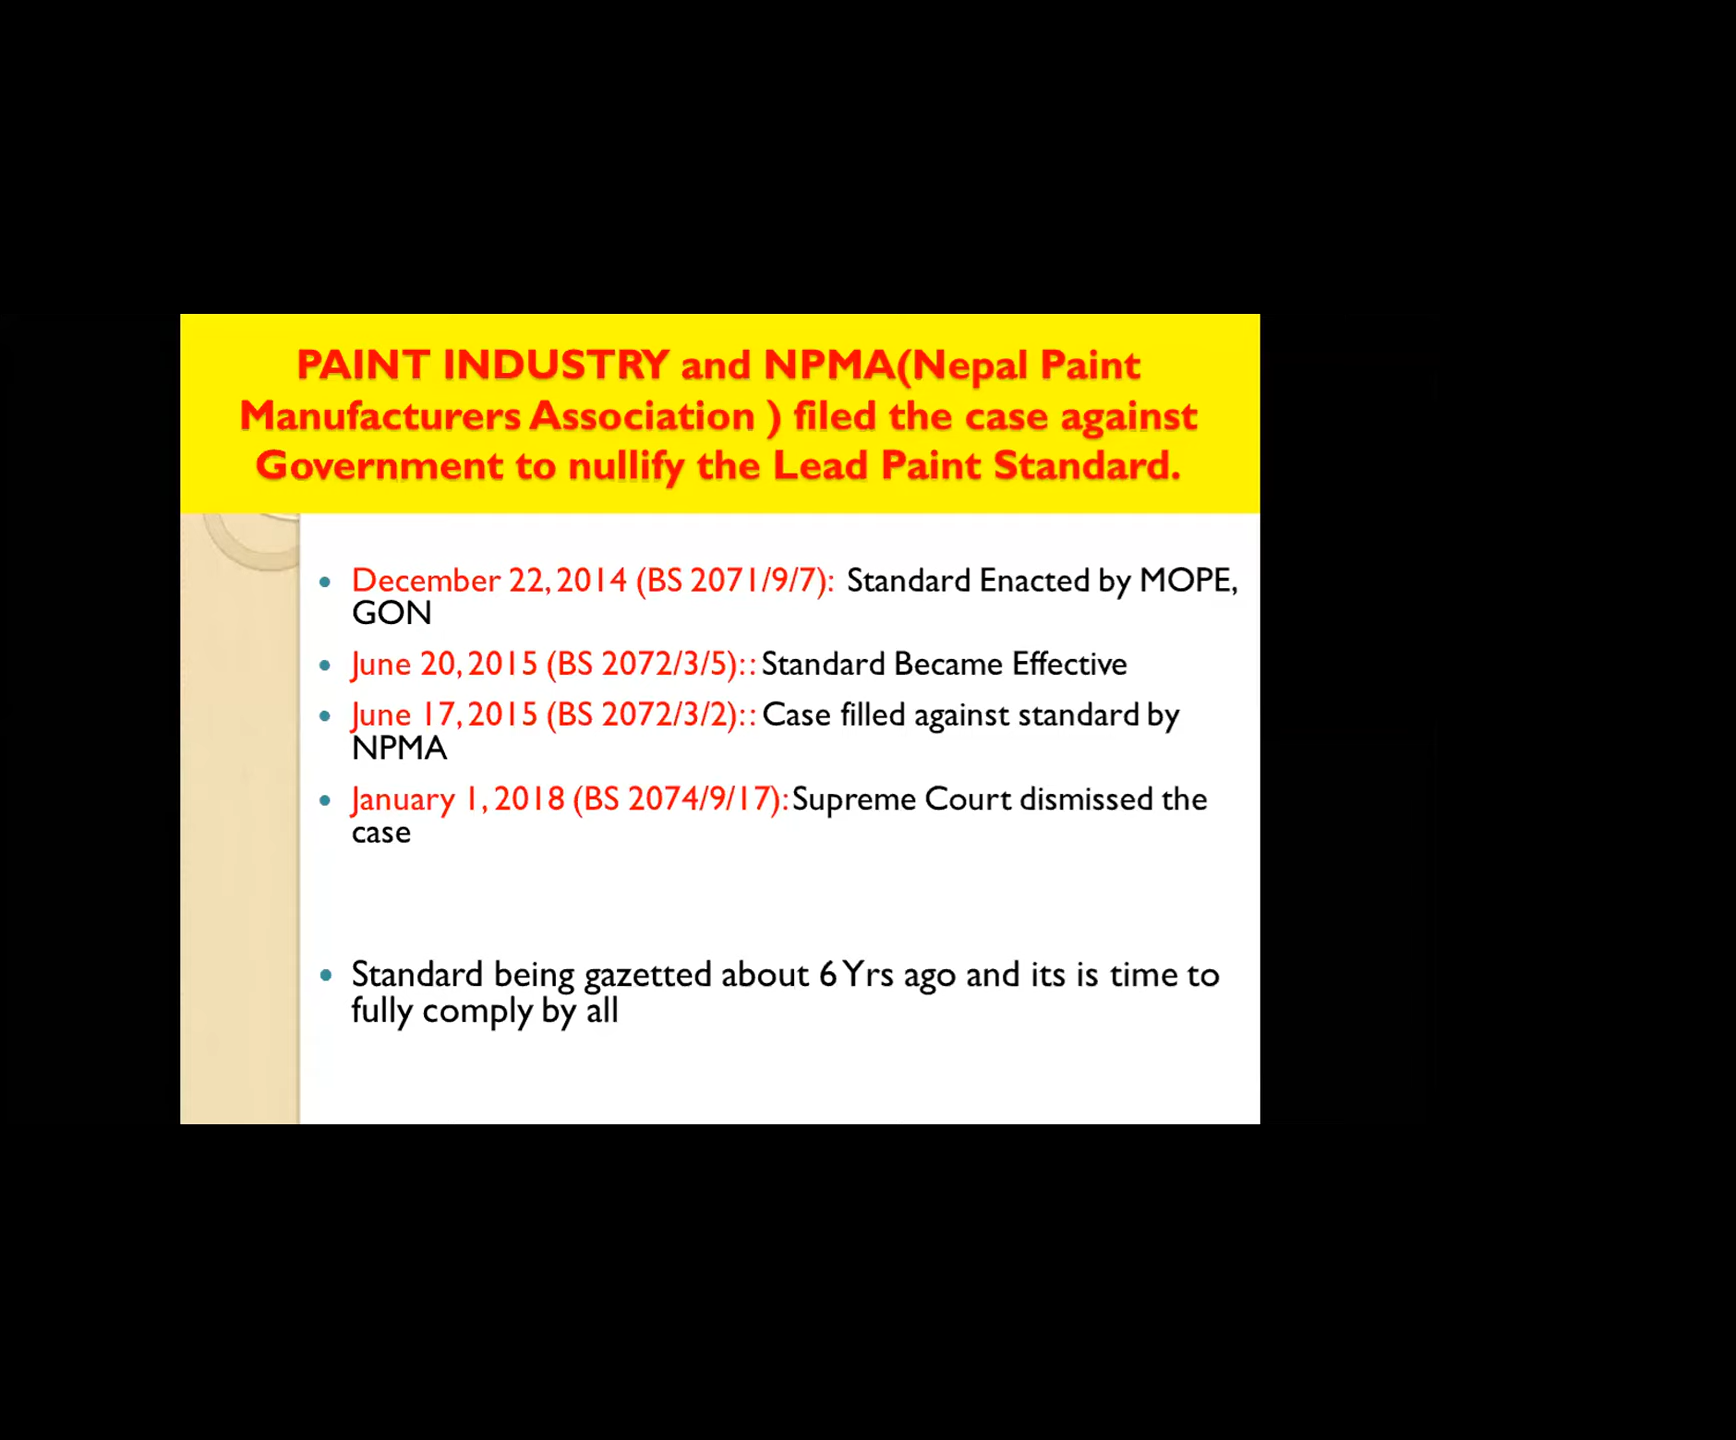 PAINT INDUSTRY and NPMA(Nepal Paint
Manufacturers Association ) filed the case against
Government to nullify the Lead Paint Standard.
• December 22, 2014 (BS 2071/9/7): Standard Enacted by MOPE,
GON
• June 20, 2015 (BS 2072/3/5):: Standard Became Effective
• June 17, 2015 (BS 2072/3/2):: Case filled against standard by
NPMA
• January 1, 2018 (BS 2074/9/17): Supreme Court dismissed the
case
• Standard being gazetted about 6 Yrs ago and its is time to
fully comply by all